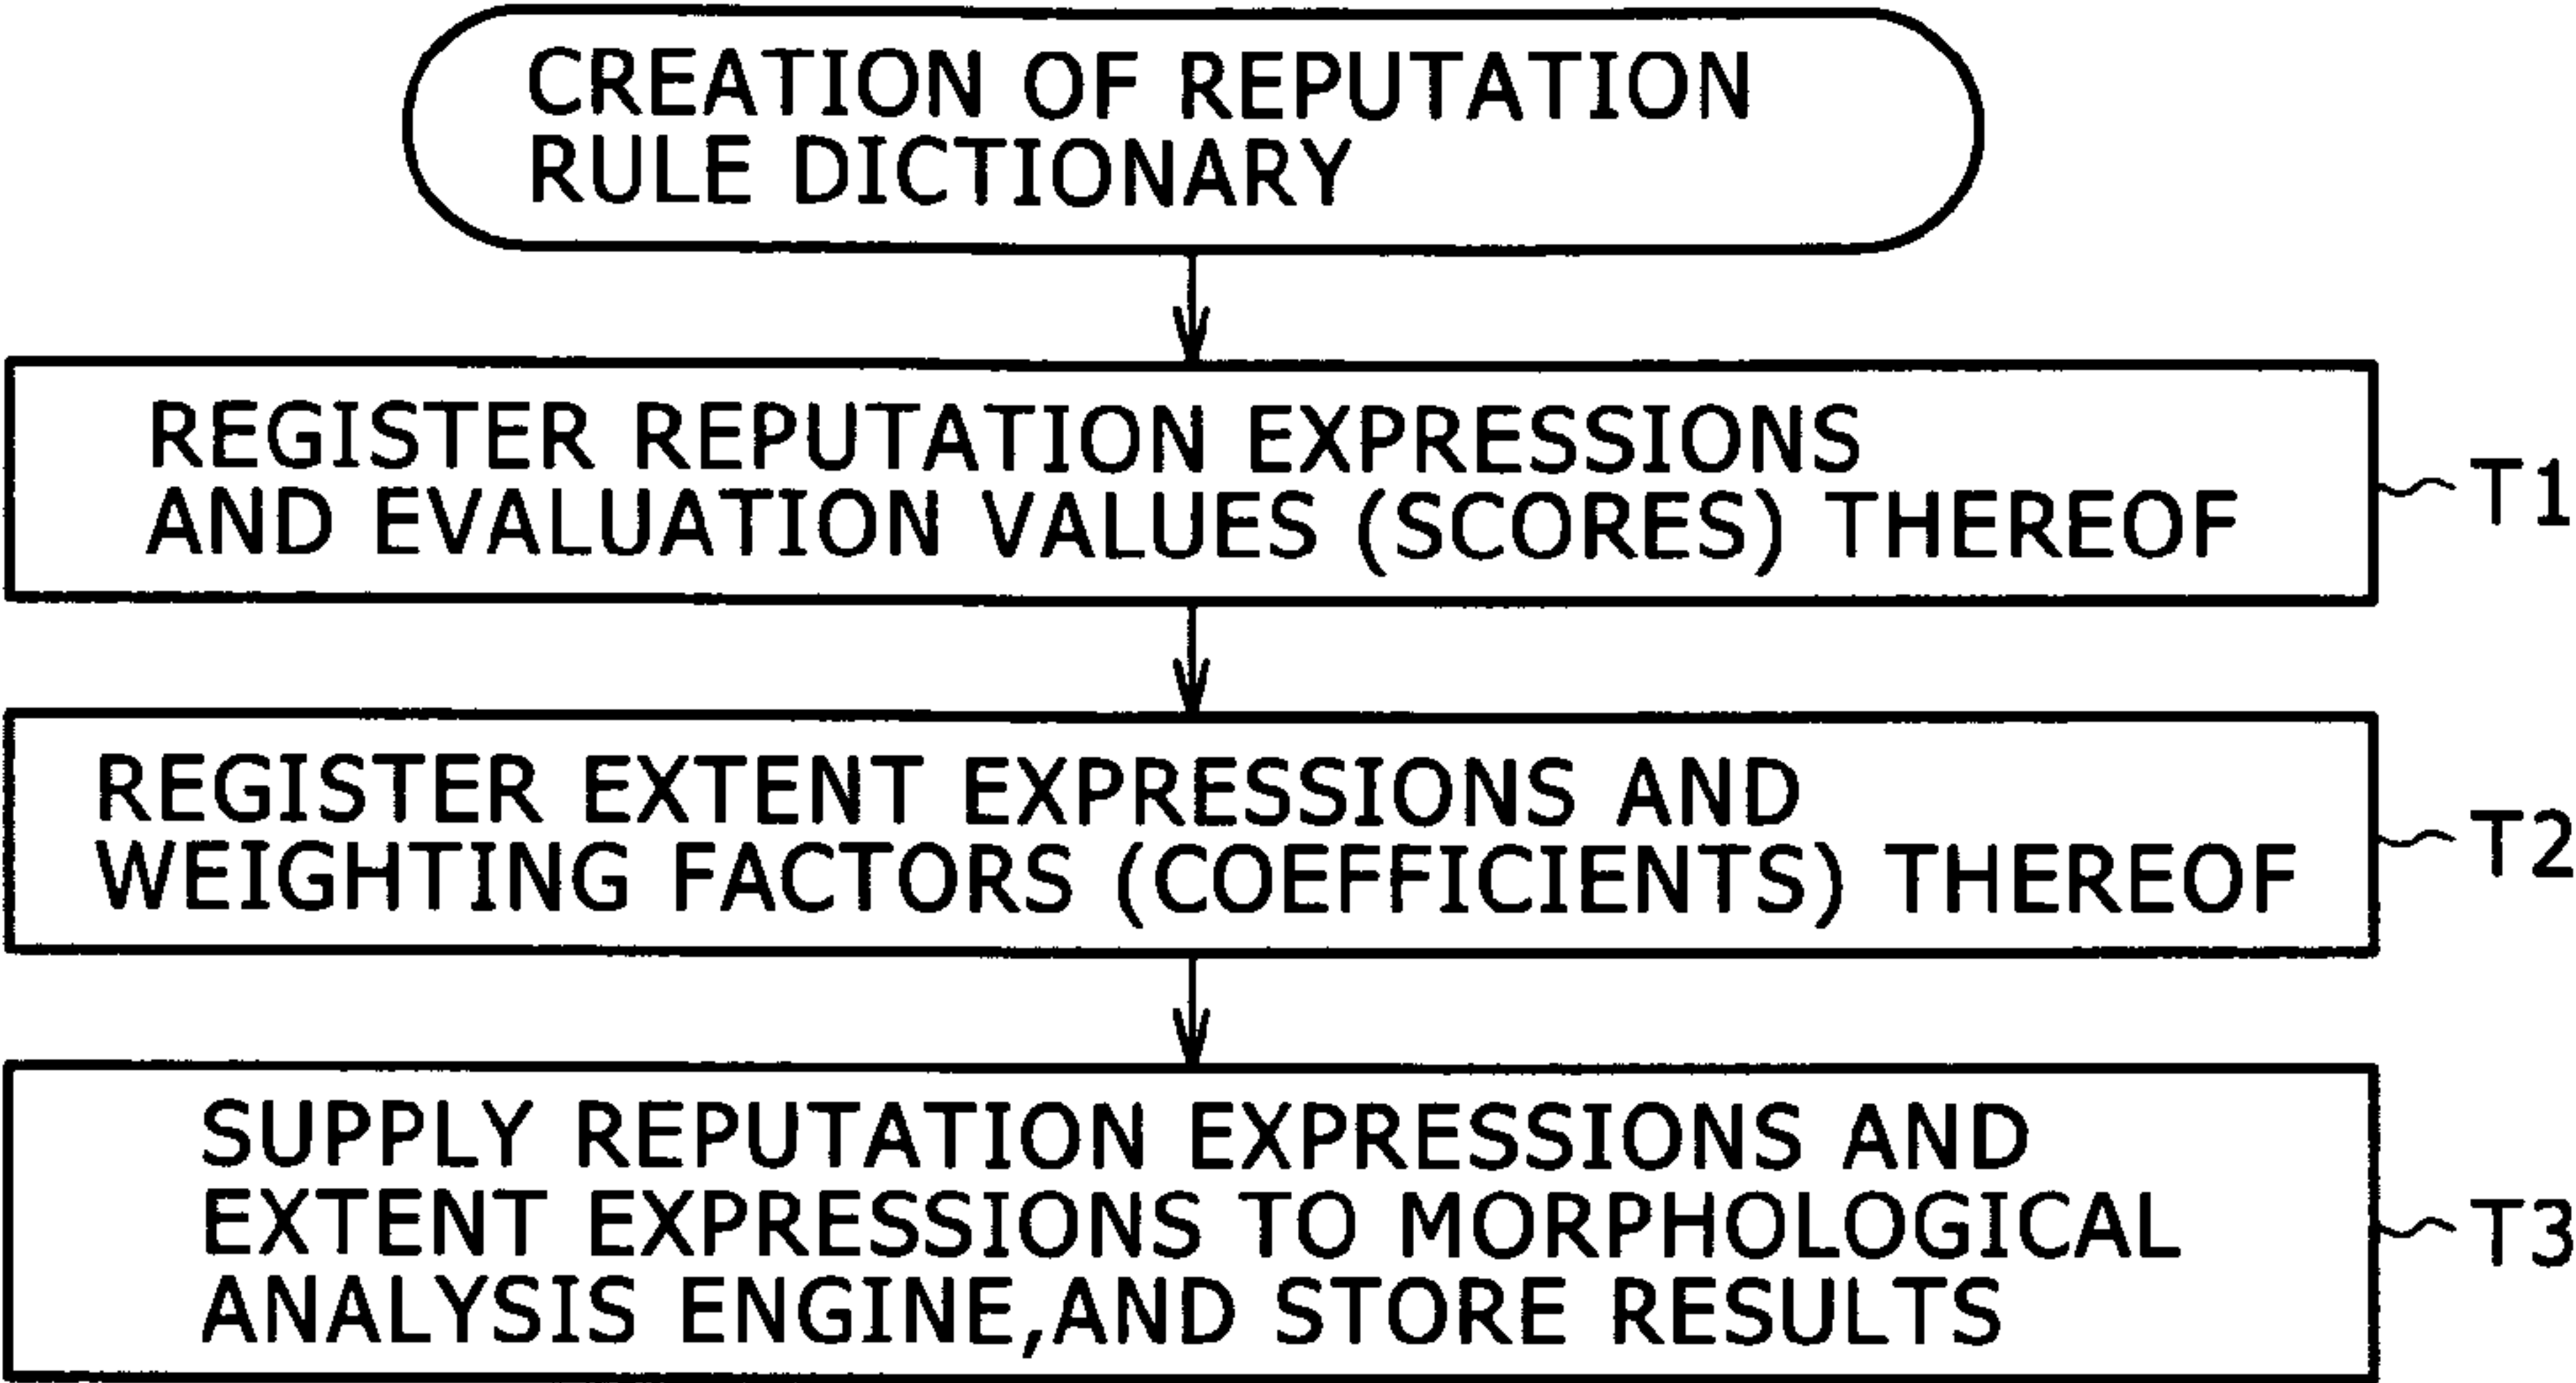 CREATION OF REPUTATION
RULE DICTIONARY
REGISTER REPUTATION EXPRESSIONS
AND EVALUATION VALUES (SCORES) THEREOF
T1
REGISTER EXTENT EXPRESSIONS AND
WEIGHTING FACTORS (COEFFICIENTS) THEREOF
T2
SUPPLY REPUTATION EXPRESSIONS AND
EXTENT EXPRESSIONS TO MORPHOLOGICAL
ANALYSIS ENGINE,AND STORE RESULTS
T3